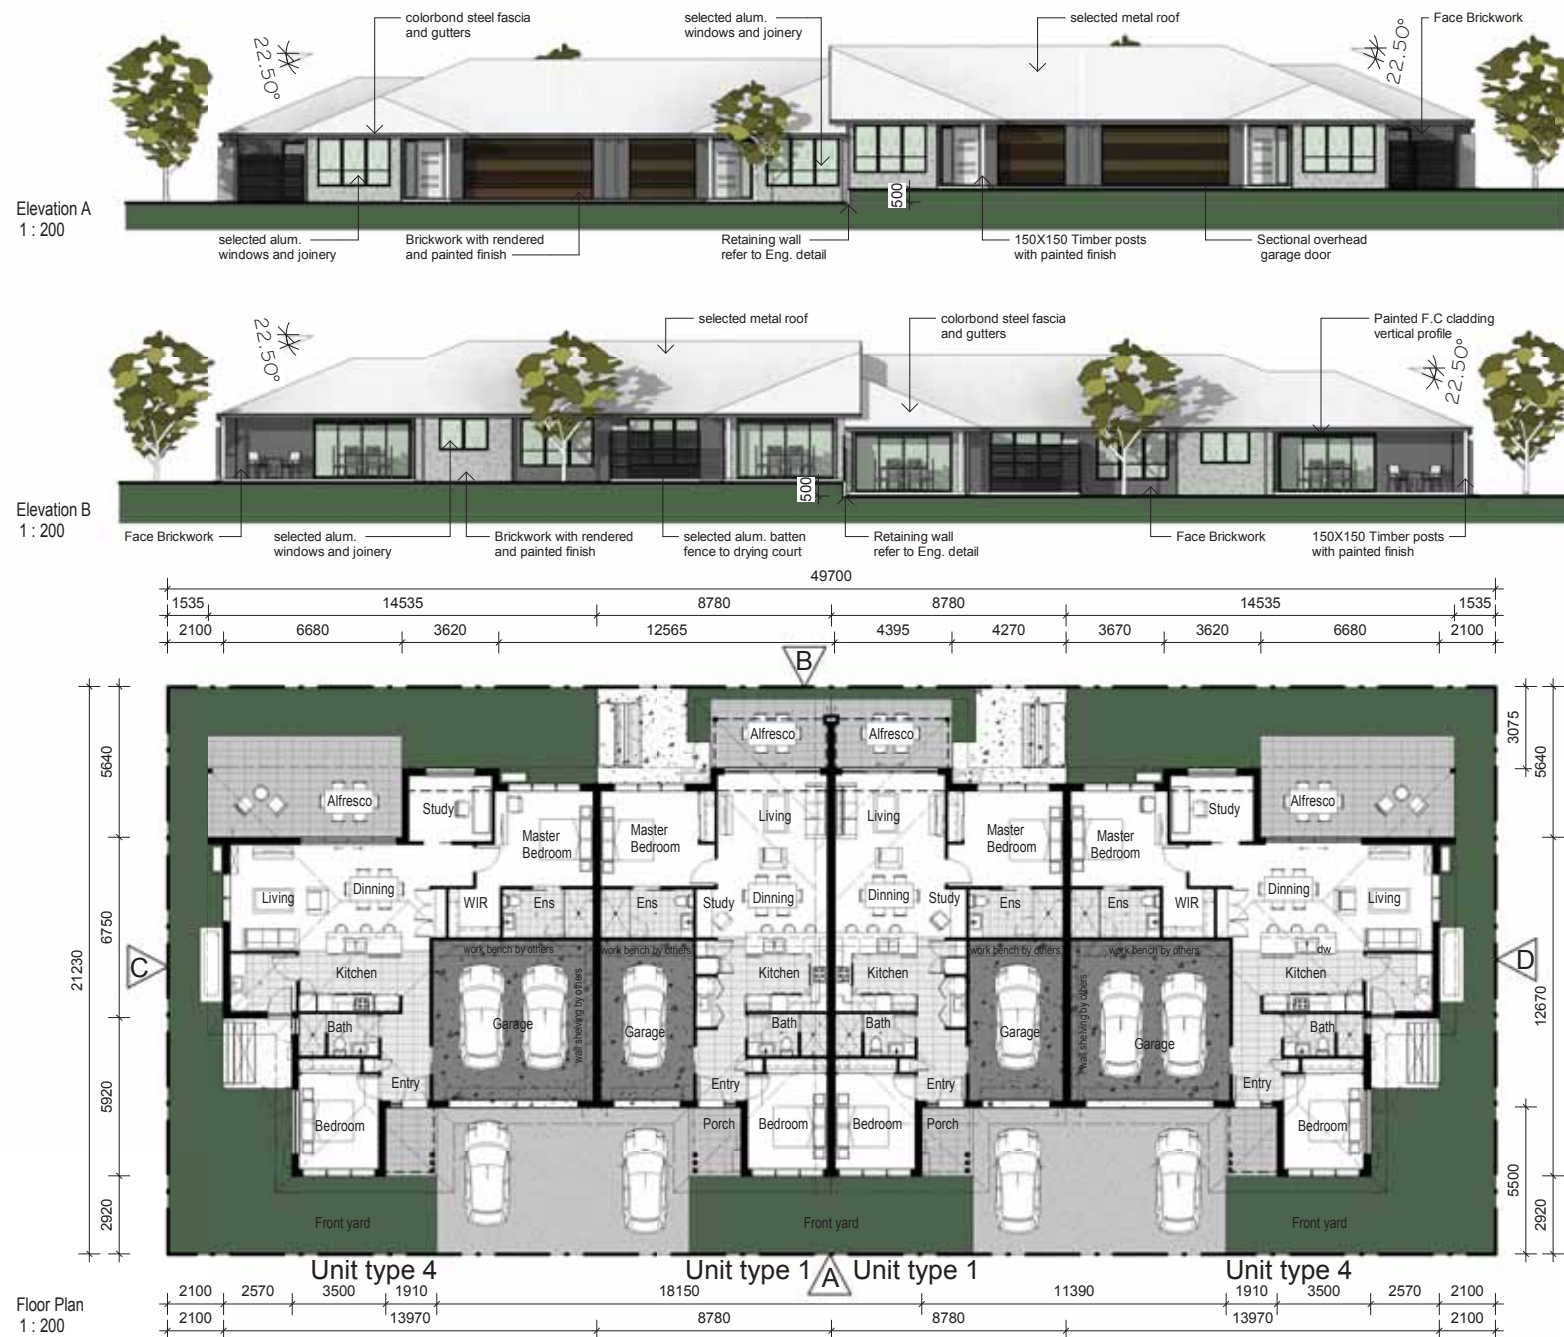 colorbond steel fascia
and gutters
selected alum.
windows and joinery
selected metal roof
Face Brickwork
22.50°
22.50°
500
Elevation A
1 : 200
selected alum.
windows and joinery
Brickwork with rendered
and painted finish
Retaining wall
refer to Eng. detail
150X150 Timber posts
with painted finish
Sectional overhead
garage door
selected metal roof
colorbond steel fascia
and gutters
Painted F.C cladding
vertical profile
22.50°
22.50°
500
Elevation B
1 : 200
Face Brickwork
selected alum.
windows and joinery
Brickwork with rendered
and painted finish
selected alum. batten
fence to drying court
Retaining wall
refer to Eng. detail
Face Brickwork
150X150 Timber posts
with painted finish
49700
1535 14535 8780 8780 14535 1535
2100 6680 3620 12565 4395 4270 3670 3620 6680 2100
B
Alfresco Alfresco
Alfresco Study Living Living Study Alfresco
Master
Bedroom
Master
Bedroom
Master
Bedroom
Master
Bedroom
Living Dinning WIR Ens Ens Study Dinning Dinning Study Ens Ens WIR Dinning Living
work bench by others work bench by others work bench by others work bench by others
dw
C D
Kitchen Kitchen Kitchen Kitchen
wall shelving by others wall shelving by others
Bath Garage Garage Bath Bath Garage Garage Bath
Entry Entry Entry Entry
Bedroom Porch Bedroom Bedroom Porch Bedroom
Front yard Front yard Front yard
21230
5640
6750
5920
2920
3075
5640
12670
5500
2920
Unit type 4 Unit type 1 A Unit type 1 Unit type 4
2100 2570 3500 1910 18150 11390 1910 3500 2570 2100
2100 13970 8780 8780 13970 2100
Floor Plan
1 : 200